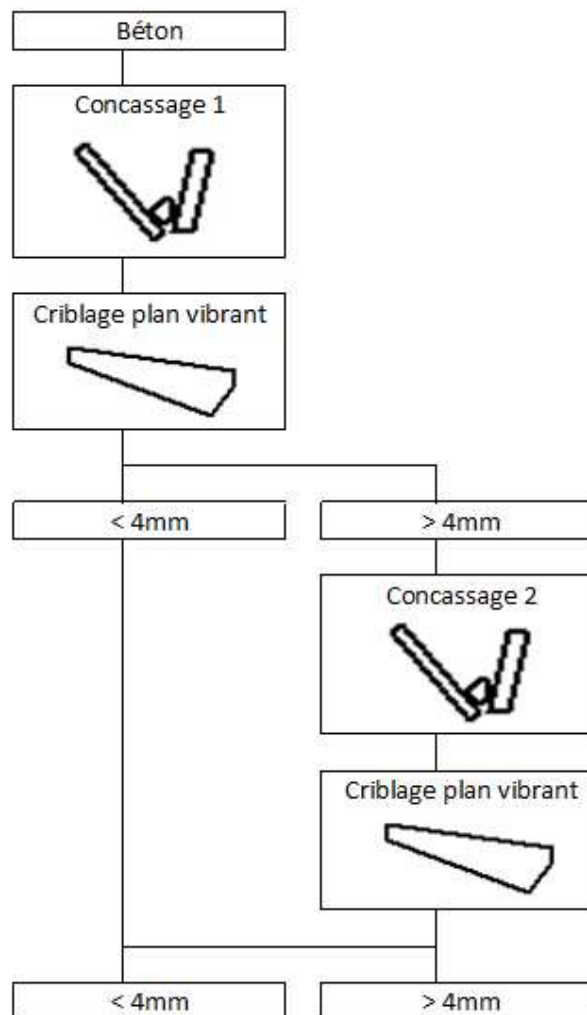 Béton
Concassage 1
Criblage plan vibrant
< 4mm
> 4mm
Concassage 2
Criblage plan vibrant
< 4mm
> 4mm